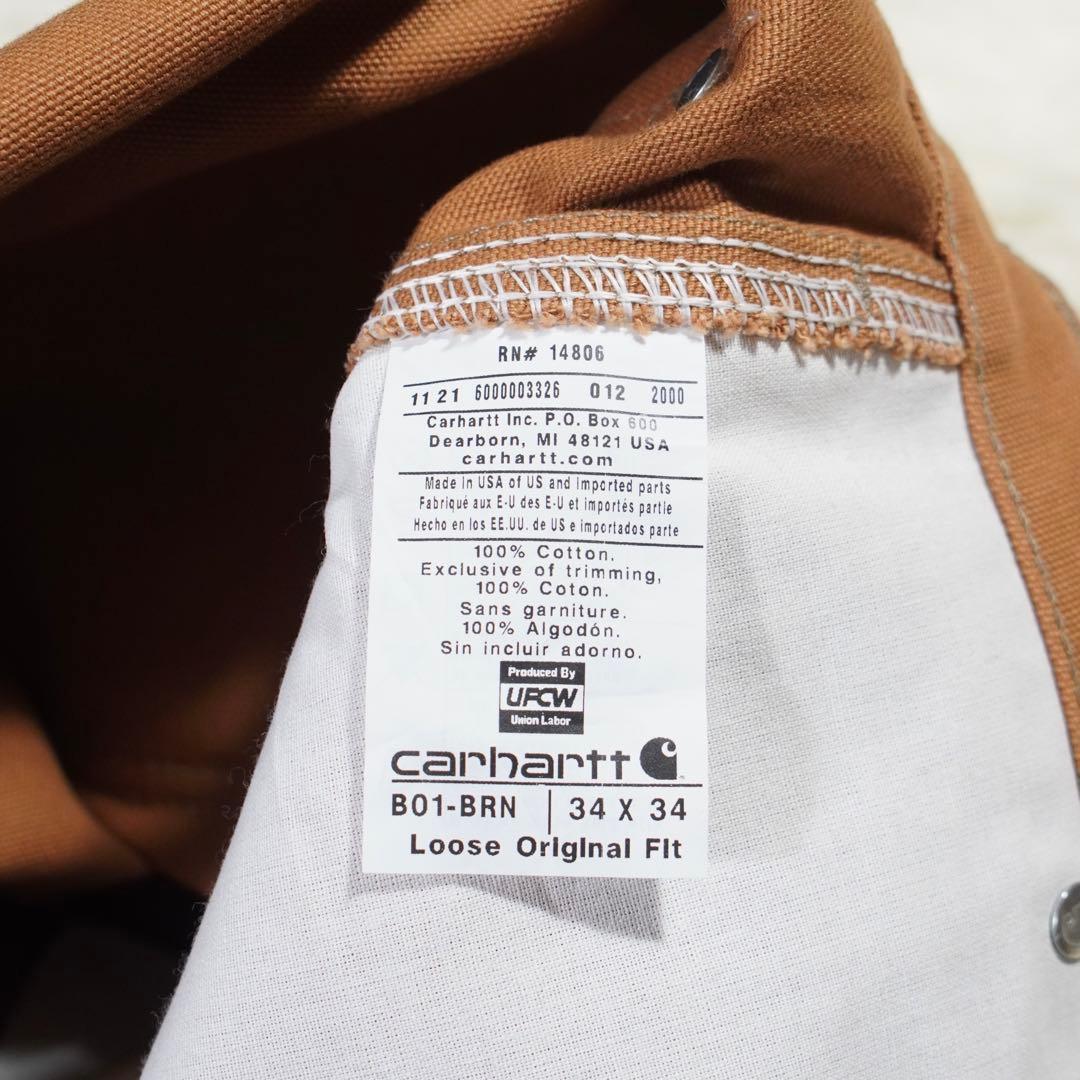 RN# 14806
11 21 6000003326 012 2000
Carhartt Inc. P.O. Box 600
Dearborn, MI 48121 USA
carhartt.com
Made in USA of US and imported parts
Fabriqué aux E-U des E-U et importés partie
Hecho en los EE.UU. de US e importados parte
100% Cotton.
Exclusive of trimming,
100% Coton.
Sans garniture.
100% Algodón.
Sin incluir adorno.
Produced By
UFCW
Union Labor
carhartt
B01-BRN | 34 X 34
Loose Original Fit